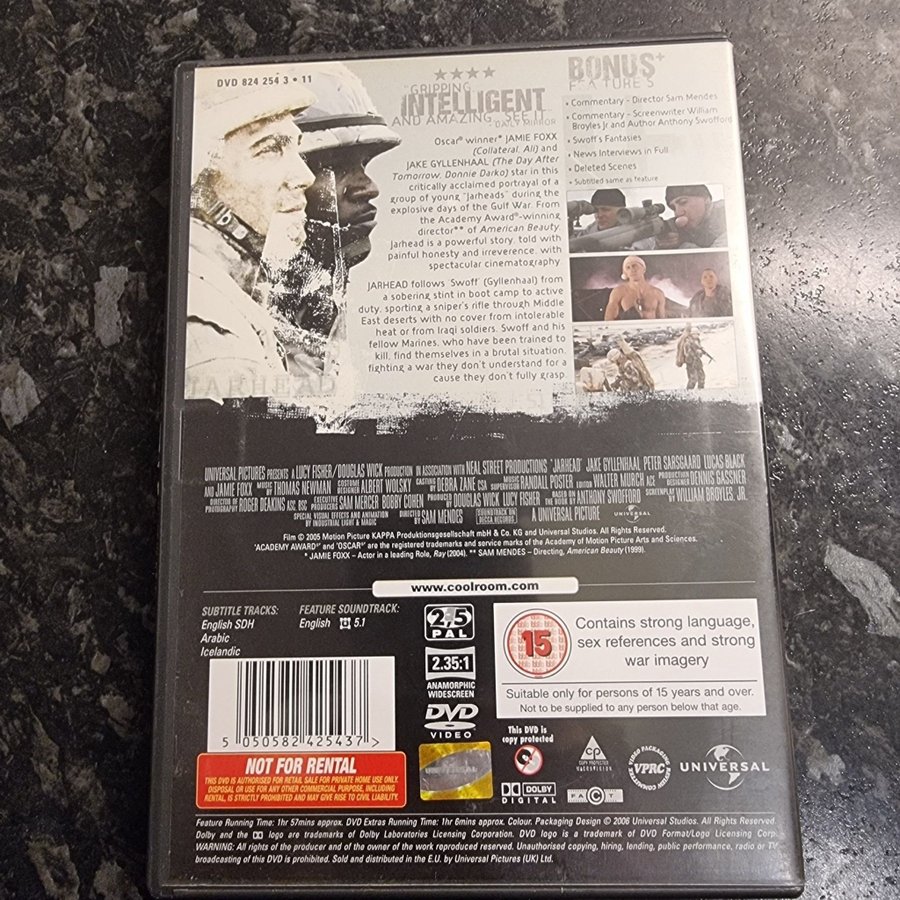 DVD 824 254 3 • 11
★★★★
"GRIPPING
INTELLIGENT
AND AMAZING... SEE IT"
DAILY MIRROR
Oscar® winner* JAMIE FOXX
(Collateral, Ali) and
JAKE GYLLENHAAL (The Day After
Tomorrow, Donnie Darko) star in this
critically acclaimed portrayal of a
group of young "Jarheads" during the
explosive days of the Gulf War. From
the Academy Award®-winning
director** of American Beauty,
Jarhead is a powerful story, told with
painful honesty and irreverence, with
spectacular cinematography.
JARHEAD follows 'Swoff' (Gyllenhaal) from
a sobering stint in boot camp to active
duty, sporting a sniper's rifle through Middle
East deserts with no cover from intolerable
heat or from Iraqi soldiers. Swoff and his
fellow Marines, who have been trained to
kill, find themselves in a brutal situation,
fighting a war they don't understand for a
cause they don't fully grasp.
BONUS+
FEATURES
• Commentary - Director Sam Mendes
• Commentary - Screenwriter William
Broyles Jr and Author Anthony Swofford
• Swoff's Fantasies
• News Interviews in Full
• Deleted Scenes
+ Subtitled same as feature
JARHEAD
UNIVERSAL PICTURES PRESENTS A LUCY FISHER/DOUGLAS WICK PRODUCTION IN ASSOCIATION WITH NEAL STREET PRODUCTIONS 'JARHEAD' JAKE GYLLENHAAL PETER SARSGAARD LUCAS BLACK
AND JAMIE FOXX MUSIC BY THOMAS NEWMAN COSTUME DESIGNER ALBERT WOLSKY CASTING BY DEBRA ZANE CSA MUSIC SUPERVISOR RANDALL POSTER EDITOR WALTER MURCH ACE PRODUCTION DESIGNER DENNIS GASSNER
DIRECTOR OF PHOTOGRAPHY ROGER DEAKINS ASC, BSC EXECUTIVE PRODUCERS SAM MERCER BOBBY COHEN PRODUCED BY DOUGLAS WICK LUCY FISHER BASED ON THE BOOK BY ANTHONY SWOFFORD SCREENPLAY BY WILLIAM BROYLES, JR.
SPECIAL VISUAL EFFECTS AND ANIMATION BY INDUSTRIAL LIGHT & MAGIC DIRECTED BY SAM MENDES SOUNDTRACK ON DECCA RECORDS A UNIVERSAL PICTURE UNIVERSAL
Film © 2005 Motion Picture KAPPA Produktionsgesellschaft mbH & Co. KG and Universal Studios. All Rights Reserved.
'ACADEMY AWARD®' and 'OSCAR®' are the registered trademarks and service marks of the Academy of Motion Picture Arts and Sciences.
* JAMIE FOXX – Actor in a leading Role, Ray (2004). ** SAM MENDES – Directing, American Beauty (1999).
www.coolroom.com
SUBTITLE TRACKS:
English SDH
Arabic
Icelandic
FEATURE SOUNDTRACK:
English 5.1
2,5
PAL
2.35:1
ANAMORPHIC
WIDESCREEN
DVD
VIDEO
15
Contains strong language,
sex references and strong
war imagery
Suitable only for persons of 15 years and over.
Not to be supplied to any person below that age.
5 050582 425437 >
NOT FOR RENTAL
THIS DVD IS AUTHORISED FOR RETAIL SALE FOR PRIVATE HOME USE ONLY.
DISPOSAL OR USE FOR ANY OTHER COMMERCIAL PURPOSE, INCLUDING
RENTAL, IS STRICTLY PROHIBITED AND MAY GIVE RISE TO CIVIL LIABILITY.
This DVD is
copy protected
DOLBY
DIGITAL
cp
COPY PROTECTED
MACROVISION
VIDEO PACKAGING REVIEW COMMITTEE
VPRC
UNIVERSAL
Feature Running Time: 1hr 57mins approx. DVD Extras Running Time: 1hr 6mins approx. Colour. Packaging Design © 2006 Universal Studios. All Rights Reserved.
Dolby and the DD logo are trademarks of Dolby Laboratories Licensing Corporation. DVD logo is a trademark of DVD Format/Logo Licensing Corp.
WARNING: All rights of the producer and of the owner of the work reproduced reserved. Unauthorised copying, hiring, lending, public performance, radio or TV
broadcasting of this DVD is prohibited. Sold and distributed in the E.U. by Universal Pictures (UK) Ltd.